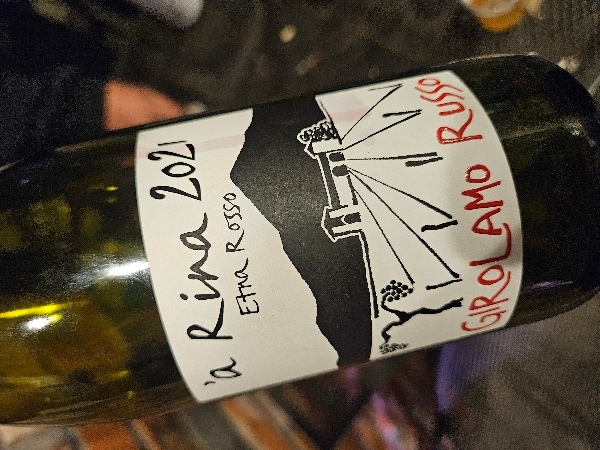 'a Rina 2021
Etna Rosso
GIROLAMO RUSSO